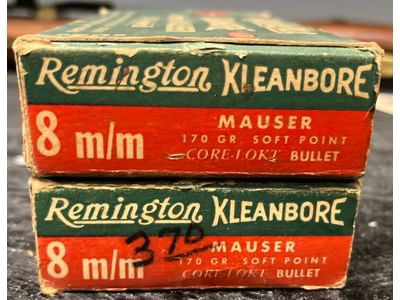 Remington KLEANBORE
8 m/m
MAUSER
170 GR. SOFT POINT
CORE-LOKT BULLET
Remington KLEANBORE
8 m/m
370
MAUSER
170 GR. SOFT POINT
CORE-LOKT BULLET